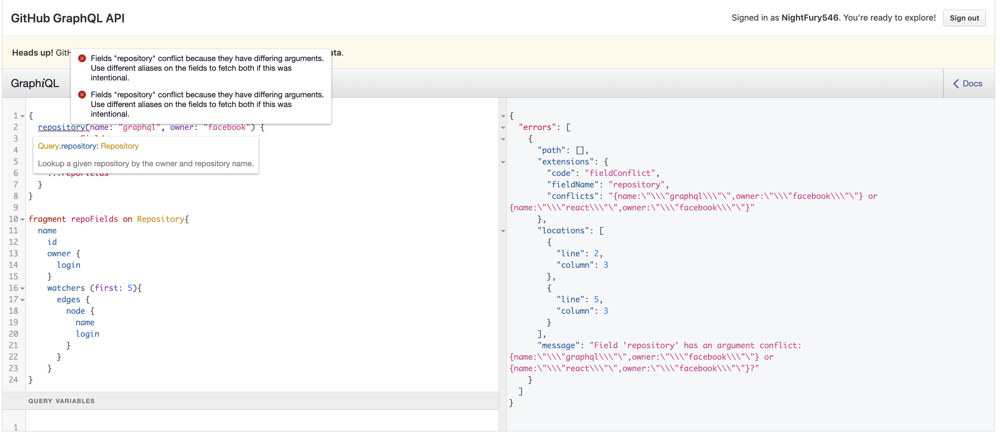 GitHub GraphQL API
Signed in as NightFury546. You’re ready to explore!
Sign out
Heads up!
Fields "repository" conflict because they have differing arguments.
Use different aliases on the fields to fetch both if this was
intentional.
Fields "repository" conflict because they have differing arguments.
Use different aliases on the fields to fetch both if this was
intentional.
GraphiQL
Docs
1 {
2 repository(name: "graphql", owner: "facebook") {
3
Query.repository: Repository
4
5 Lookup a given repository by the owner and repository name.
6 ...repoFields
7 }
8 }
9
10 fragment repoFields on Repository{
11 name
12 id
13 owner {
14 login
15 }
16 watchers (first: 5){
17 edges {
18 node {
19 name
20 login
21 }
22 }
23 }
24 }
QUERY VARIABLES
1
{
"errors": [
{
"path": [],
"extensions": {
"code": "fieldConflict",
"fieldName": "repository",
"conflicts": "{name:\"\\\"graphql\\\"\",owner:\"\\\"facebook\\\"\"} or
{name:\"\\\"react\\\"\",owner:\"\\\"facebook\\\"\"}"
},
"locations": [
{
"line": 2,
"column": 3
},
{
"line": 5,
"column": 3
}
],
"message": "Field 'repository' has an argument conflict:
{name:\"\\\"graphql\\\"\",owner:\"\\\"facebook\\\"\"} or
{name:\"\\\"react\\\"\",owner:\"\\\"facebook\\\"\"}?"
}
]
}